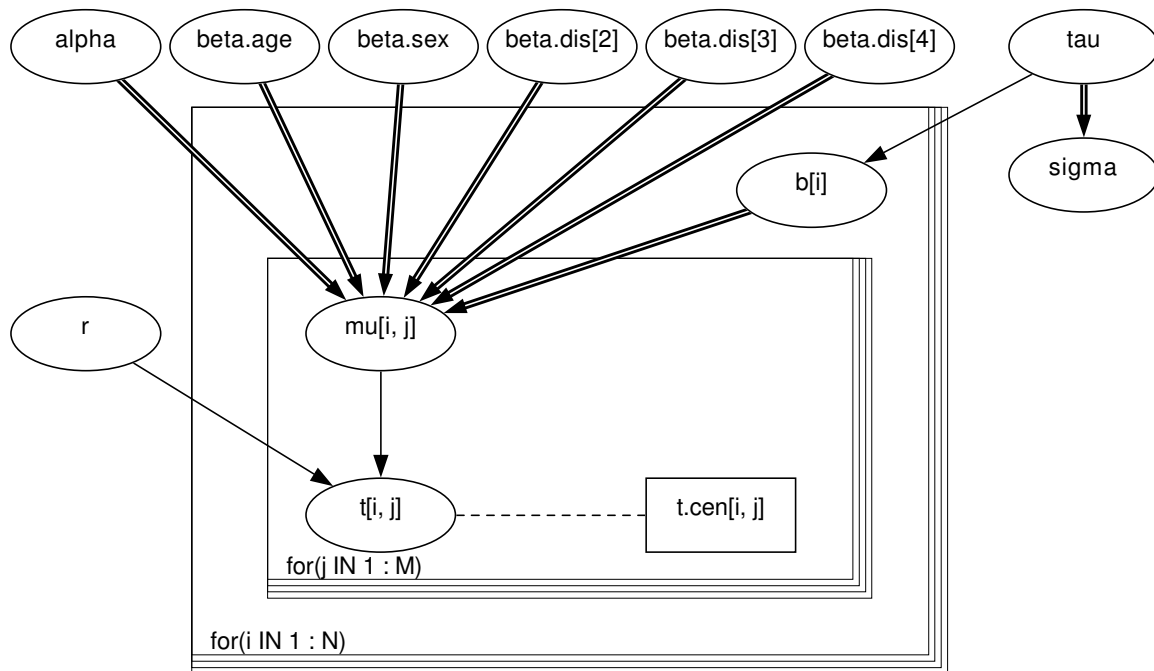 alpha
beta.age
beta.sex
beta.dis[2]
beta.dis[3]
beta.dis[4]
tau
b[i]
sigma
r
mu[i, j]
t[i, j]
t.cen[i, j]
for(j IN 1 : M)
for(i IN 1 : N)